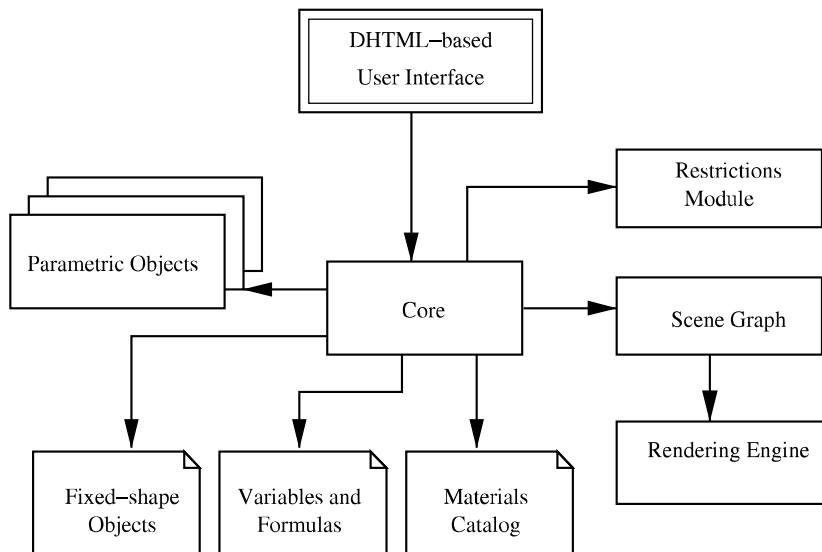 DHTML−based
User Interface
Restrictions
Module
Parametric Objects
Core
Scene Graph
Rendering Engine
Fixed−shape
Objects
Variables and
Formulas
Materials
Catalog